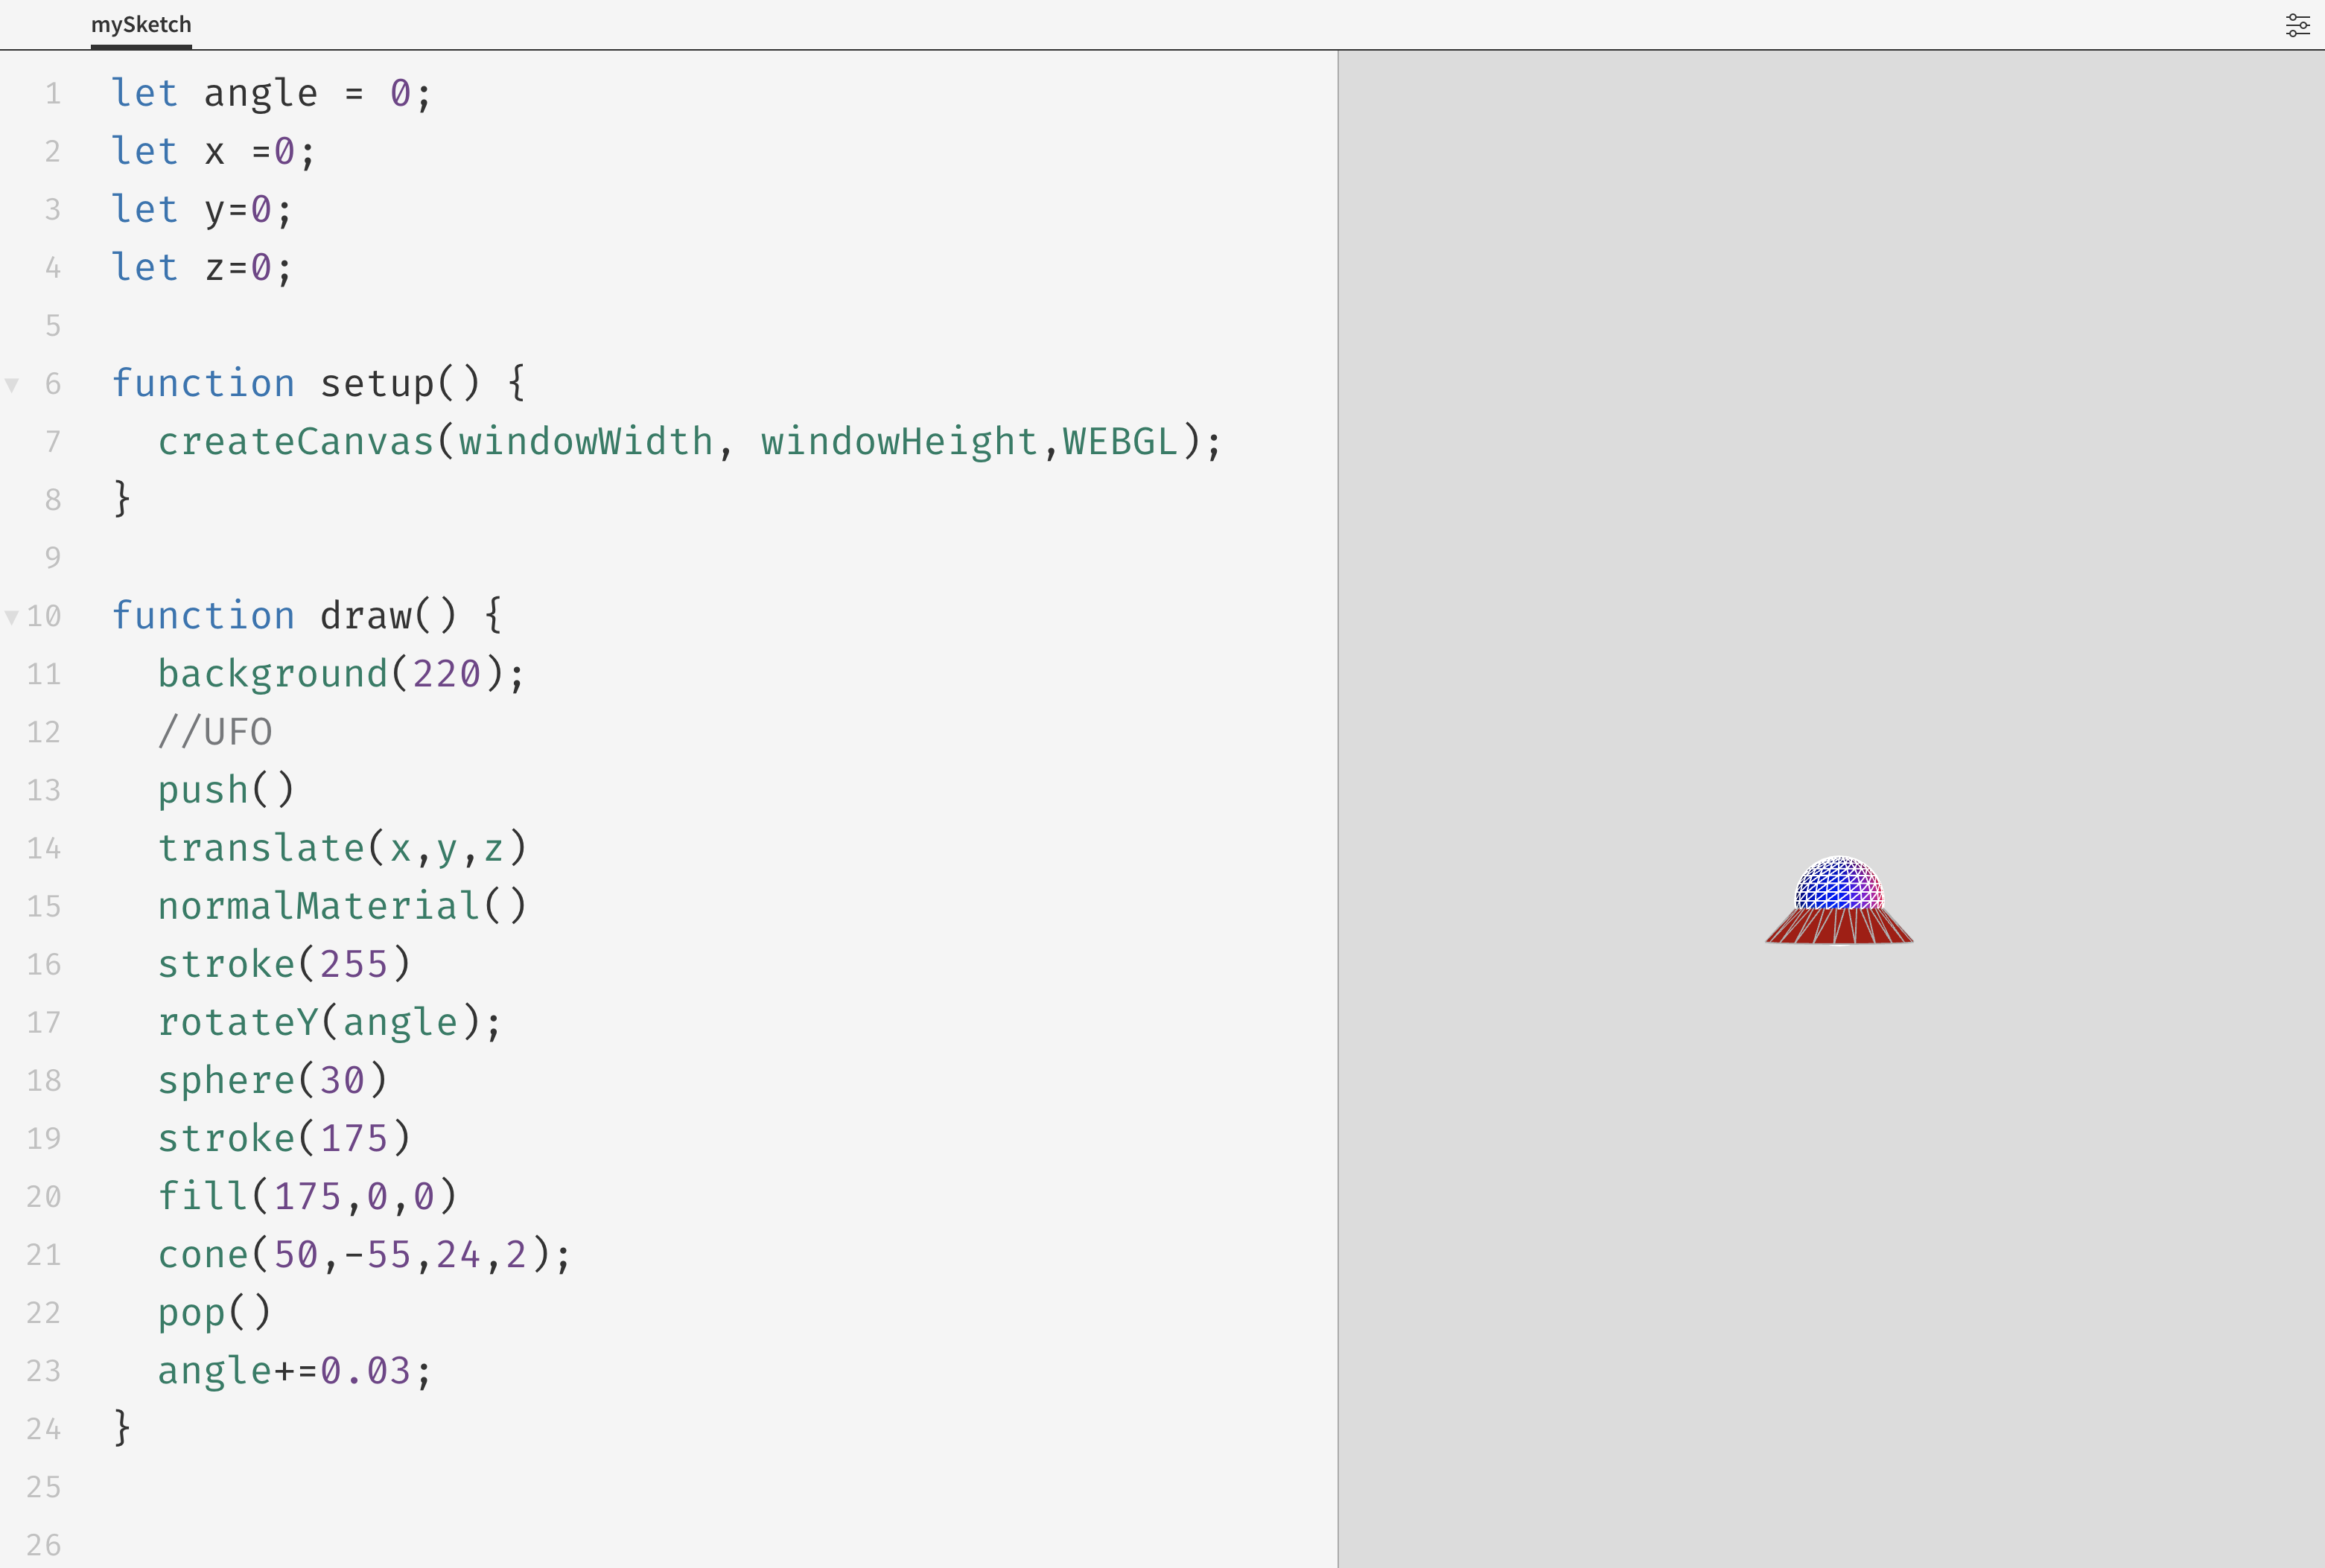 mySketch
1 let angle = 0;
2 let x =0;
3 let y=0;
4 let z=0;
5
6 function setup() {
7 createCanvas(windowWidth, windowHeight,WEBGL);
8 }
9
10 function draw() {
11 background(220);
12 //UFO
13 push()
14 translate(x,y,z)
15 normalMaterial()
16 stroke(255)
17 rotateY(angle);
18 sphere(30)
19 stroke(175)
20 fill(175,0,0)
21 cone(50,-55,24,2);
22 pop()
23 angle+=0.03;
24 }
25
26